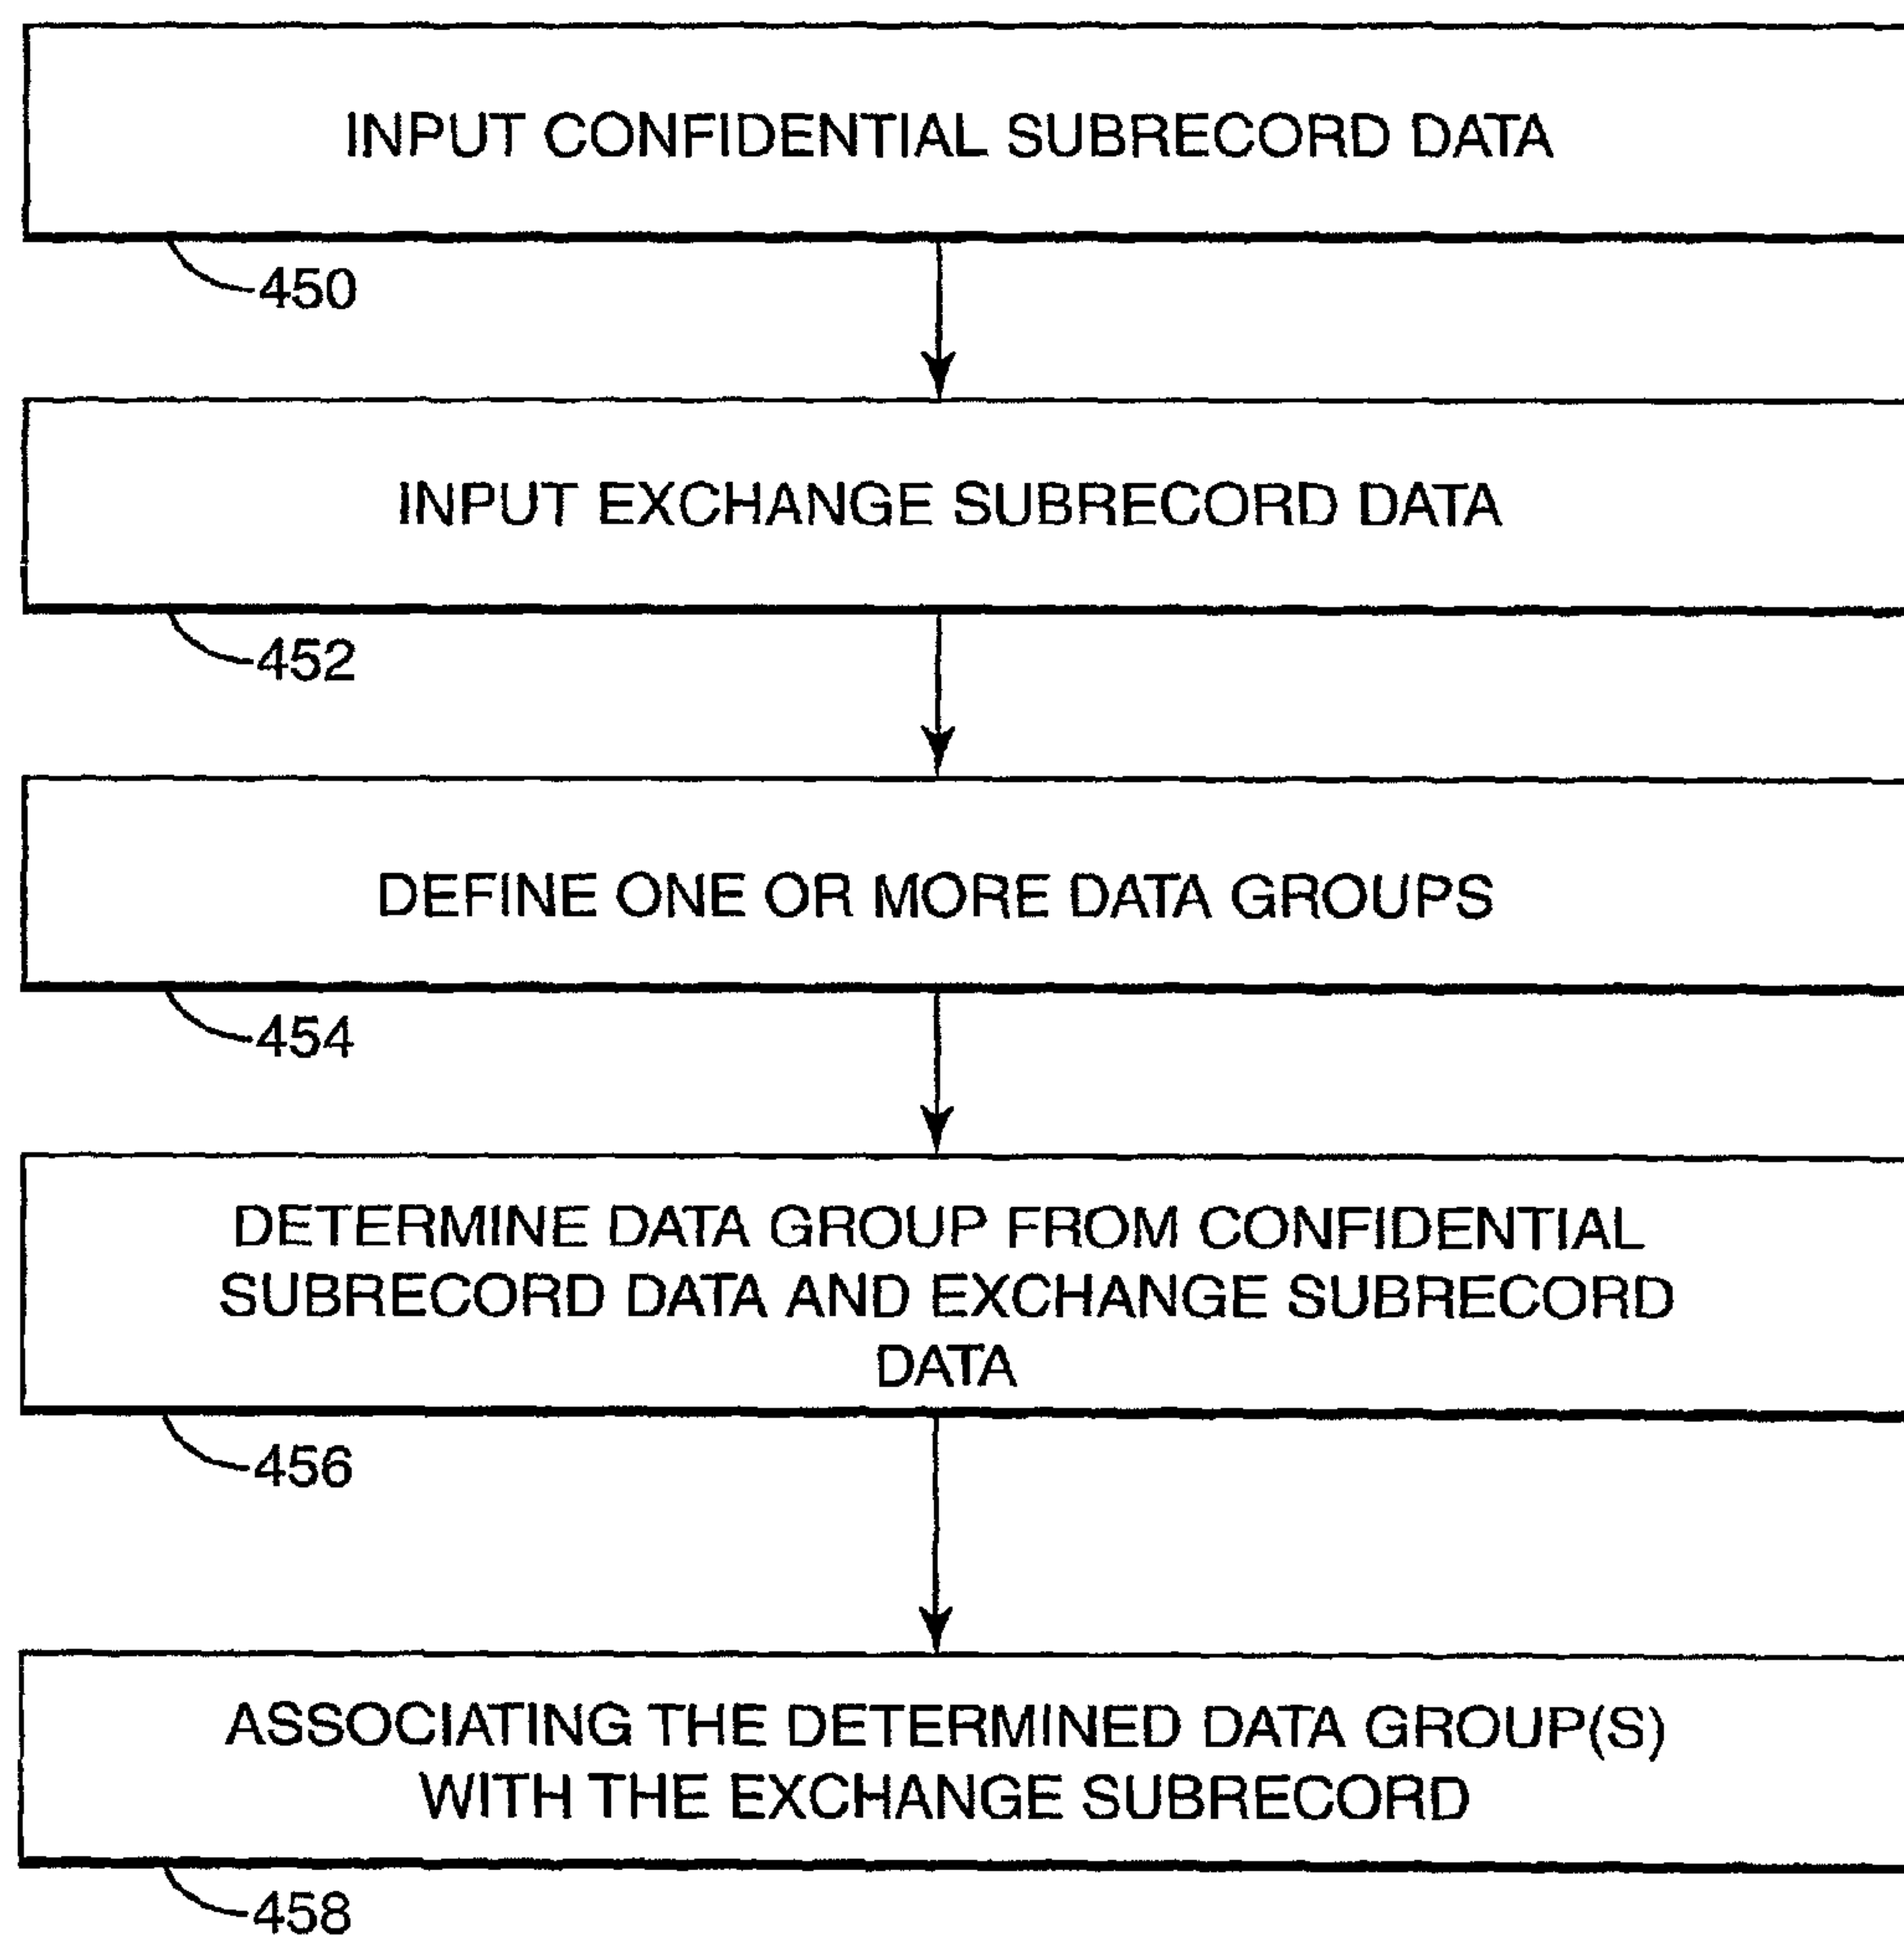 INPUT CONFIDENTIAL SUBRECORD DATA
450
INPUT EXCHANGE SUBRECORD DATA
452
DEFINE ONE OR MORE DATA GROUPS
454
DETERMINE DATA GROUP FROM CONFIDENTIAL
SUBRECORD DATA AND EXCHANGE SUBRECORD
DATA
456
ASSOCIATING THE DETERMINED DATA GROUP(S)
WITH THE EXCHANGE SUBRECORD
458